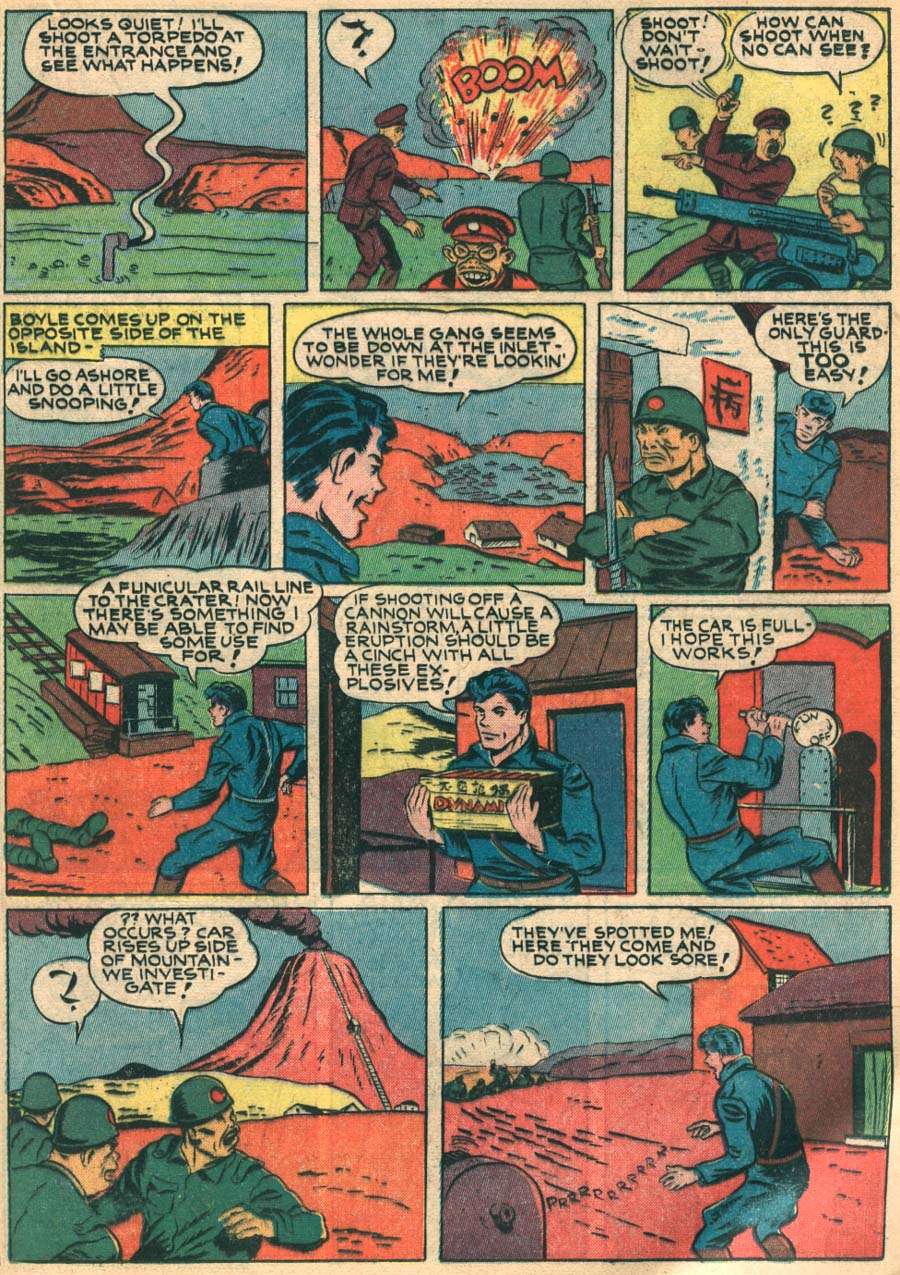 LOOKS QUIET! I'LL
SHOOT A TORPEDO AT
THE ENTRANCE AND
SEE WHAT HAPPENS!
?
BOOM
SHOOT!
DON'T
WAIT-
SHOOT!
HOW CAN
SHOOT WHEN
NO CAN SEE?
? ? ?
BOYLE COMES UP ON THE
OPPOSITE SIDE OF THE
ISLAND-
I'LL GO ASHORE
AND DO A LITTLE
SNOOPING!
THE WHOLE GANG SEEMS
TO BE DOWN AT THE INLET-
WONDER IF THEY'RE LOOKIN'
FOR ME!
病
HERE'S THE
ONLY GUARD-
THIS IS
TOO
EASY!
A FUNICULAR RAIL LINE
TO THE CRATER! NOW
THERE'S SOMETHING I
MAY BE ABLE TO FIND
SOME USE
FOR!
IF SHOOTING OFF A
CANNON WILL CAUSE A
RAINSTORM, A LITTLE
ERUPTION SHOULD BE
A CINCH WITH ALL
THESE EX-
PLOSIVES!
DYNAMI
THE CAR IS FULL-
I HOPE THIS
WORKS!
OFF
?
?? WHAT
OCCURS? CAR
RISES UP SIDE
OF MOUNTAIN-
WE INVESTI-
GATE!
THEY'VE SPOTTED ME!
HERE THEY COME AND
DO THEY LOOK SORE!
PRRRRRRRRR